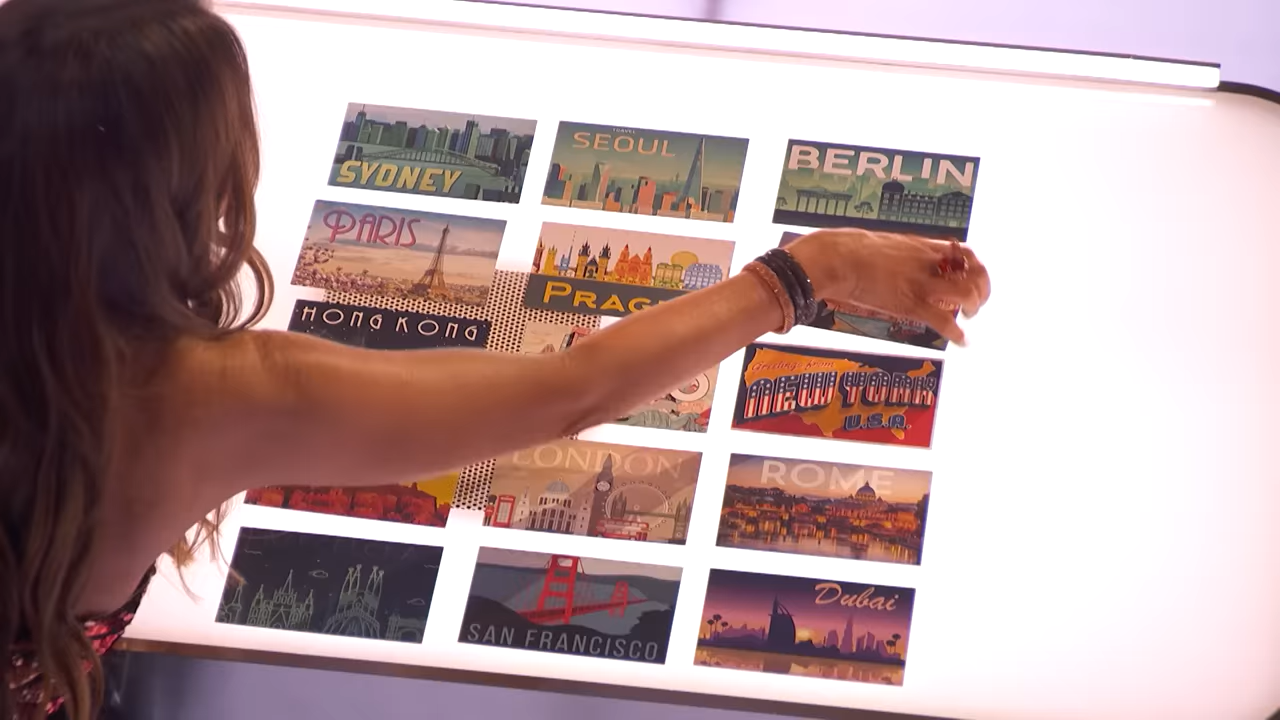 SYDNEY
TRAVEL
SEOUL
BERLIN
PARIS
PRAG
HONG KONG
Greetings from
NEW YORK
U.S.A.
LONDON
ROME
SAN FRANCISCO
Dubai